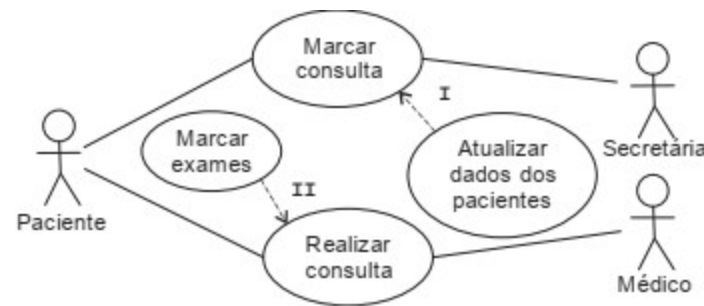 Marcar
consulta
I
Marcar
exames
Atualizar
dados dos
pacientes
Secretária
II
Paciente
Realizar
consulta
Médico